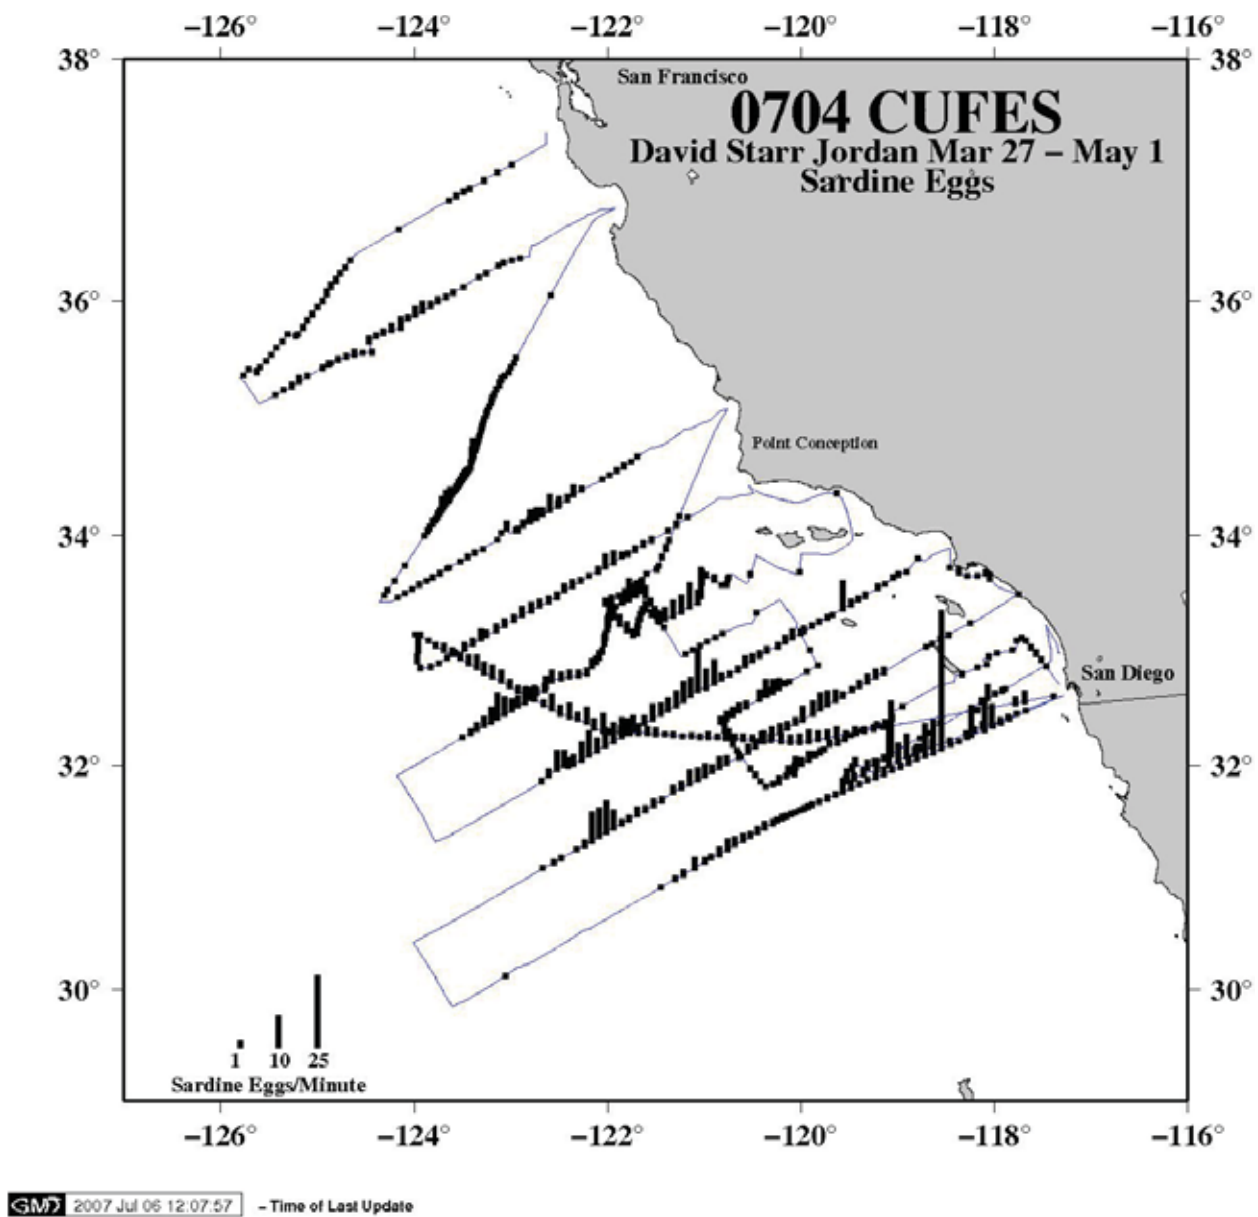 −126° −124° −122° −120° −118° −116°
38° 38°
San Francisco
0704 CUFES
David Starr Jordan Mar 27 − May 1
Sardine Eggs
36° 36°
Point Conception
34° 34°
San Diego
32° 32°
30° 30°
1 10 25
Sardine Eggs/Minute
−126° −124° −122° −120° −118° −116°
GMT 2007 Jul 06 12:07:57 − Time of Last Update